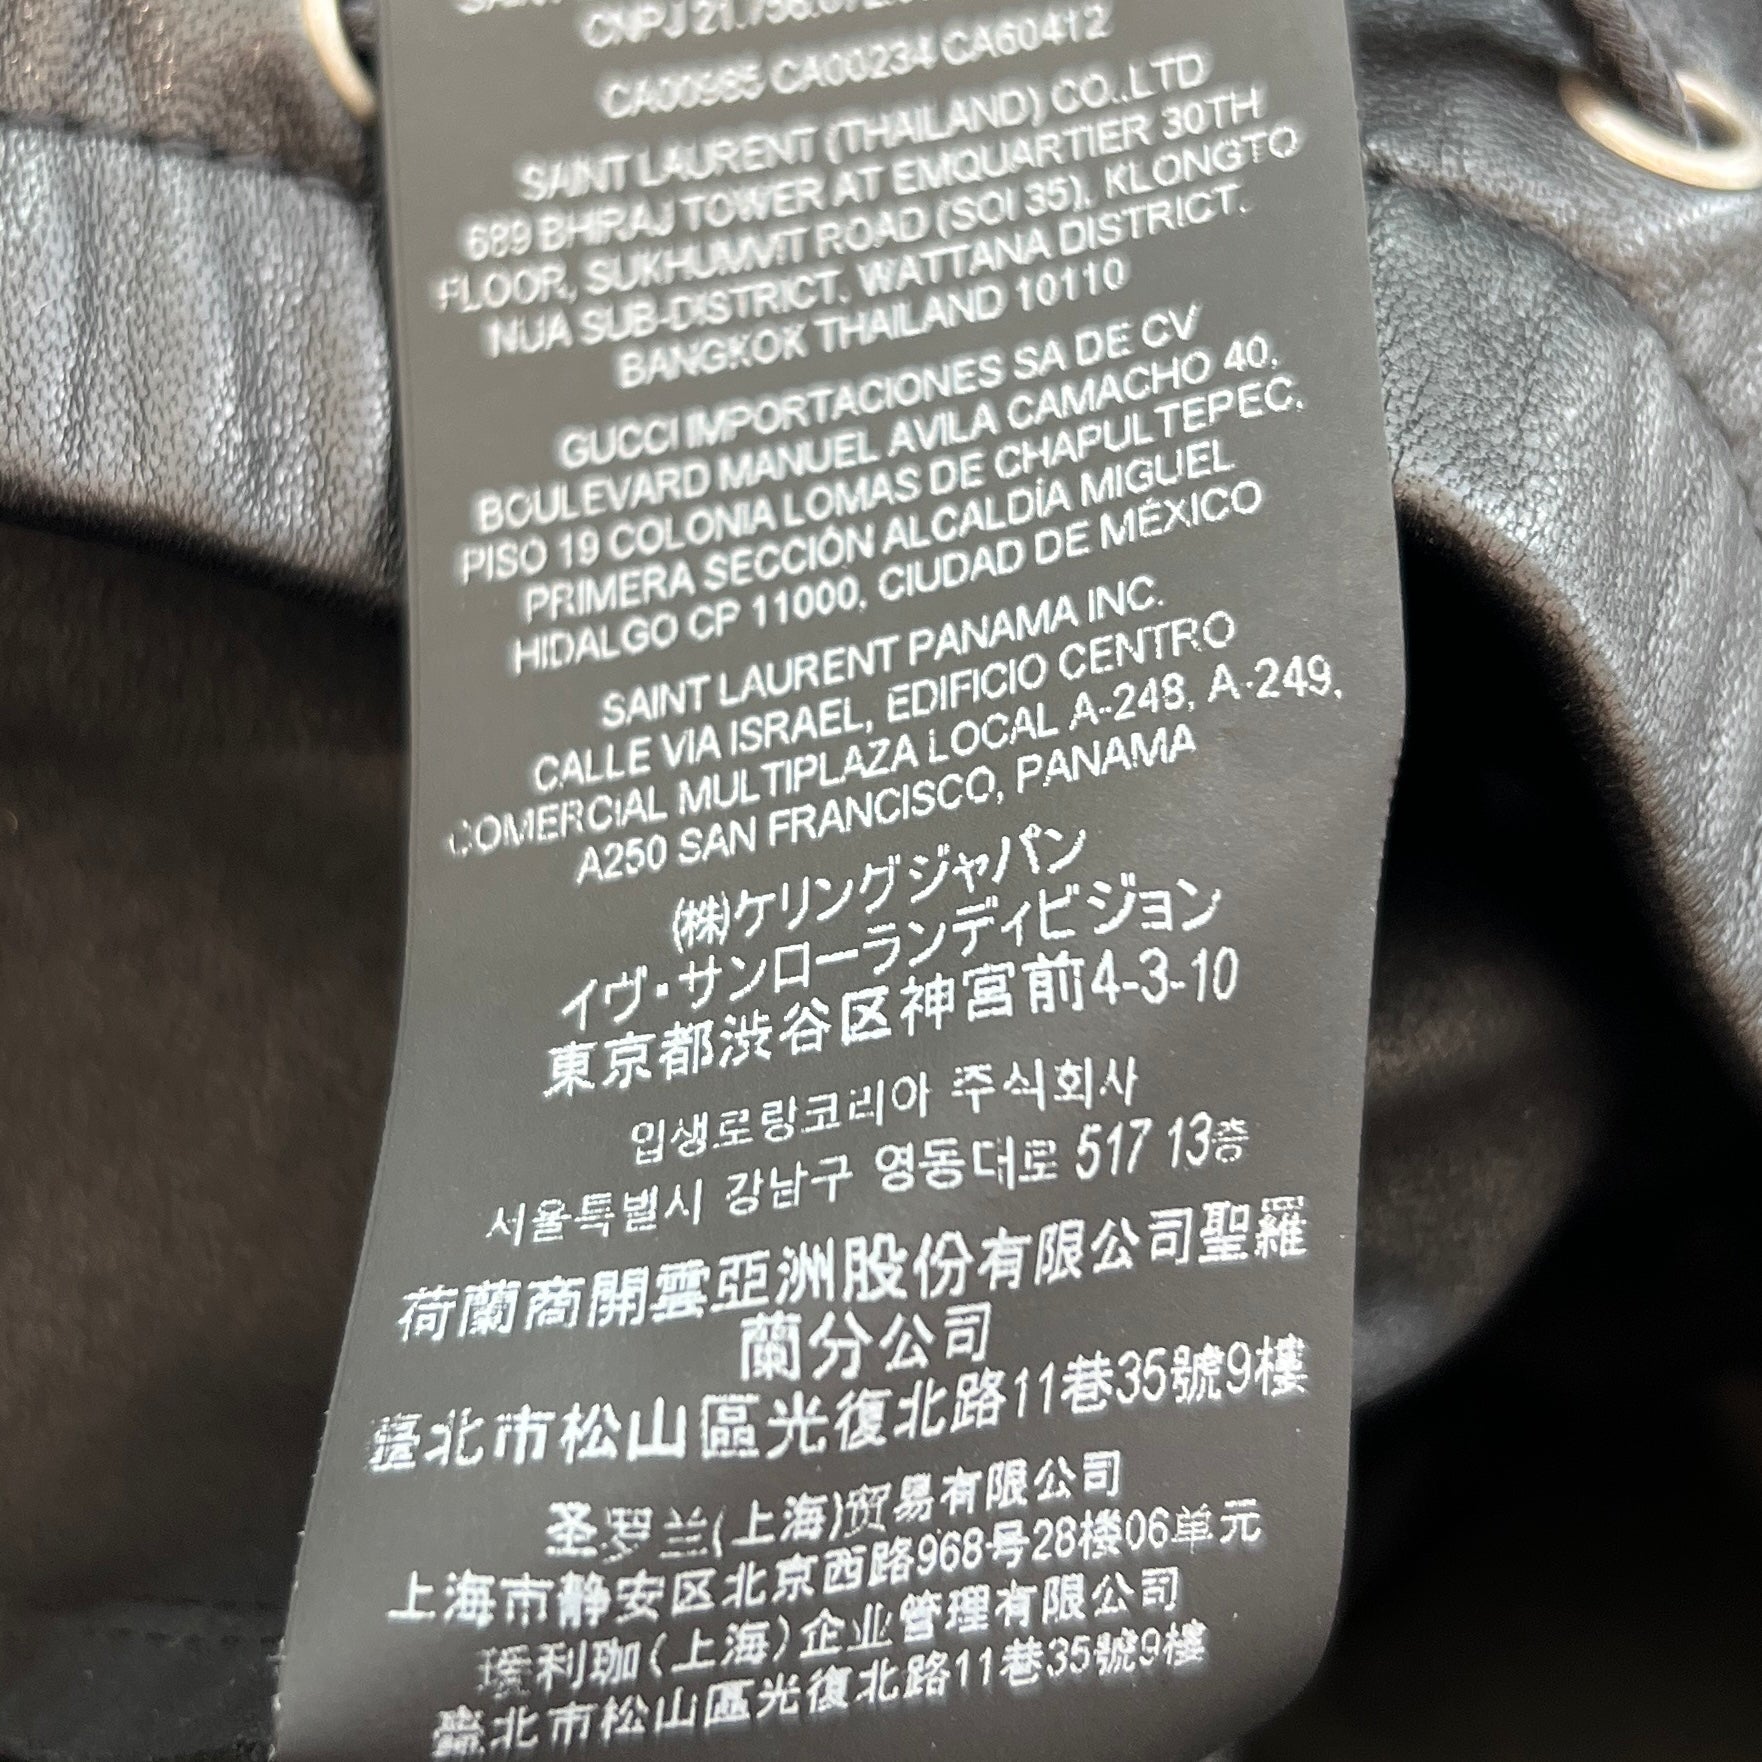 CA00985 CA00234 CA60412
SAINT LAURENT (THAILAND) CO.,LTD
689 BHIRAJ TOWER AT EMQUARTIER 30TH
FLOOR, SUKHUMVIT ROAD (SOI 35), KLONGTO
NUA SUB-DISTRICT, WATTANA DISTRICT,
BANGKOK THAILAND 10110
GUCCI IMPORTACIONES SA DE CV
BOULEVARD MANUEL AVILA CAMACHO 40,
PISO 19 COLONIA LOMAS DE CHAPULTEPEC,
PRIMERA SECCIÓN ALCALDÍA MIGUEL
HIDALGO CP 11000, CIUDAD DE MÉXICO
SAINT LAURENT PANAMA INC.
CALLE VIA ISRAEL, EDIFICIO CENTRO
COMERCIAL MULTIPLAZA LOCAL A-248, A-249,
A250 SAN FRANCISCO, PANAMA
(株)ケリングジャパン
イヴ・サンローランディビジョン
東京都渋谷区神宮前4-3-10
입생로랑코리아 주식회사
서울특별시 강남구 영동대로 517 13층
荷蘭商開雲亞洲股份有限公司聖羅
蘭分公司
臺北市松山區光復北路11巷35號9樓
圣罗兰(上海)贸易有限公司
上海市静安区北京西路968号28楼06单元
瑛利珈(上海)企业管理有限公司
臺北市松山區光復北路11巷35號9樓